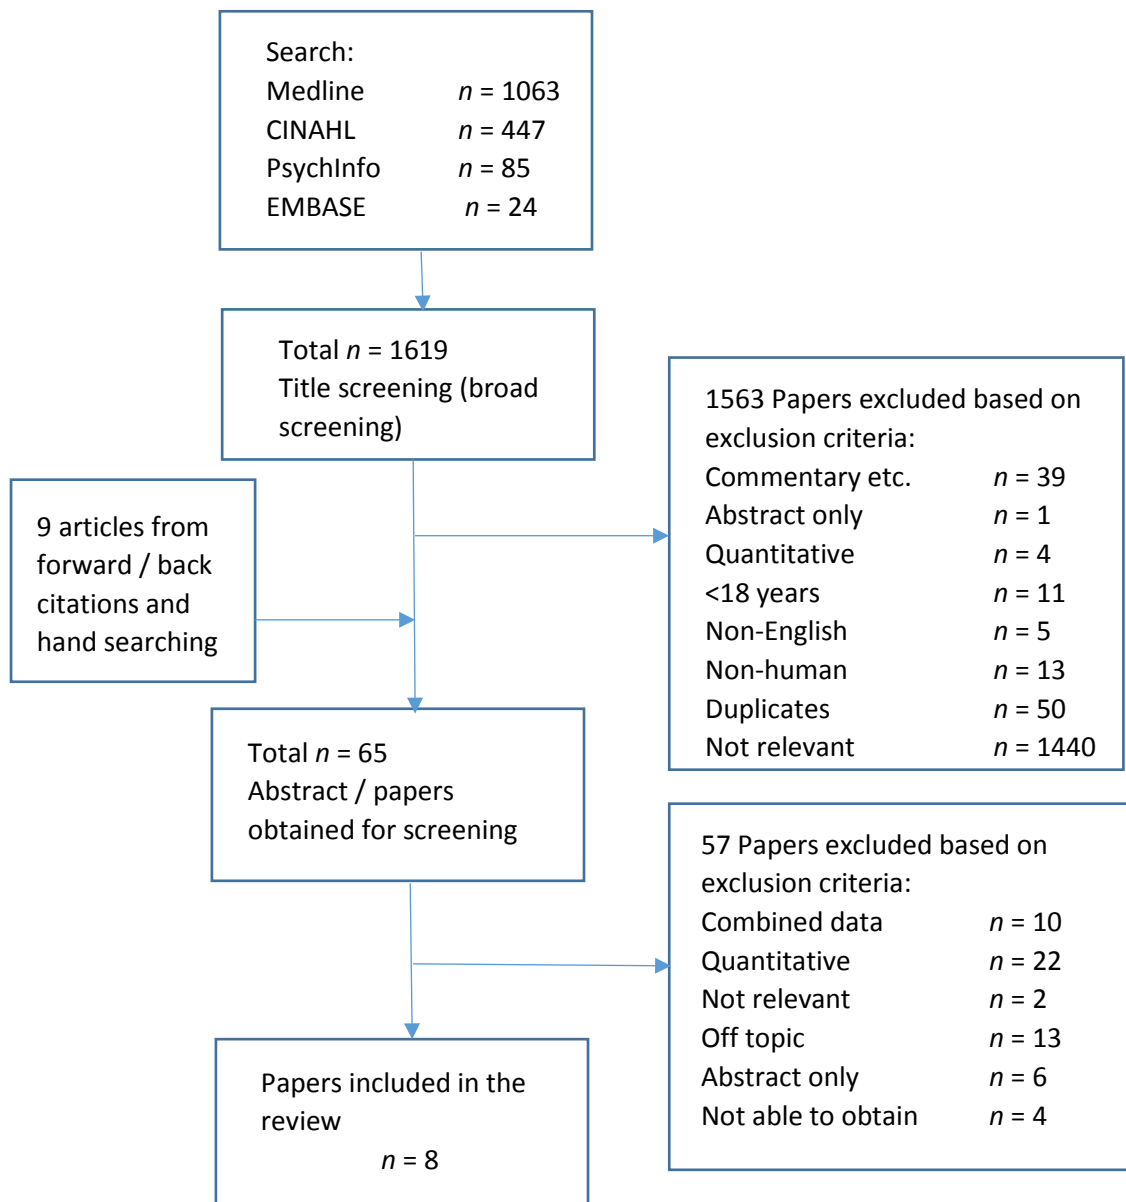 Search:
Medline n = 1063
CINAHL n = 447
PsychInfo n = 85
EMBASE n = 24
Total n = 1619
Title screening (broad
screening)
1563 Papers excluded based on
exclusion criteria:
Commentary etc. n = 39
Abstract only n = 1
Quantitative n = 4
<18 years n = 11
Non-English n = 5
Non-human n = 13
Duplicates n = 50
Not relevant n = 1440
9 articles from
forward / back
citations and
hand searching
Total n = 65
Abstract / papers
obtained for screening
57 Papers excluded based on
exclusion criteria:
Combined data n = 10
Quantitative n = 22
Not relevant n = 2
Off topic n = 13
Abstract only n = 6
Not able to obtain n = 4
Papers included in the
review
n = 8